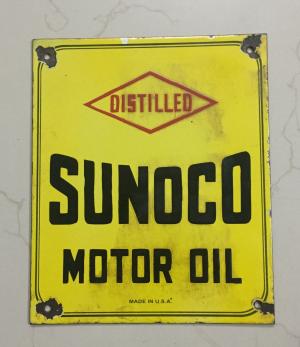 DISTILLED
SUNOCO
MOTOR OIL
MADE IN U.S.A.